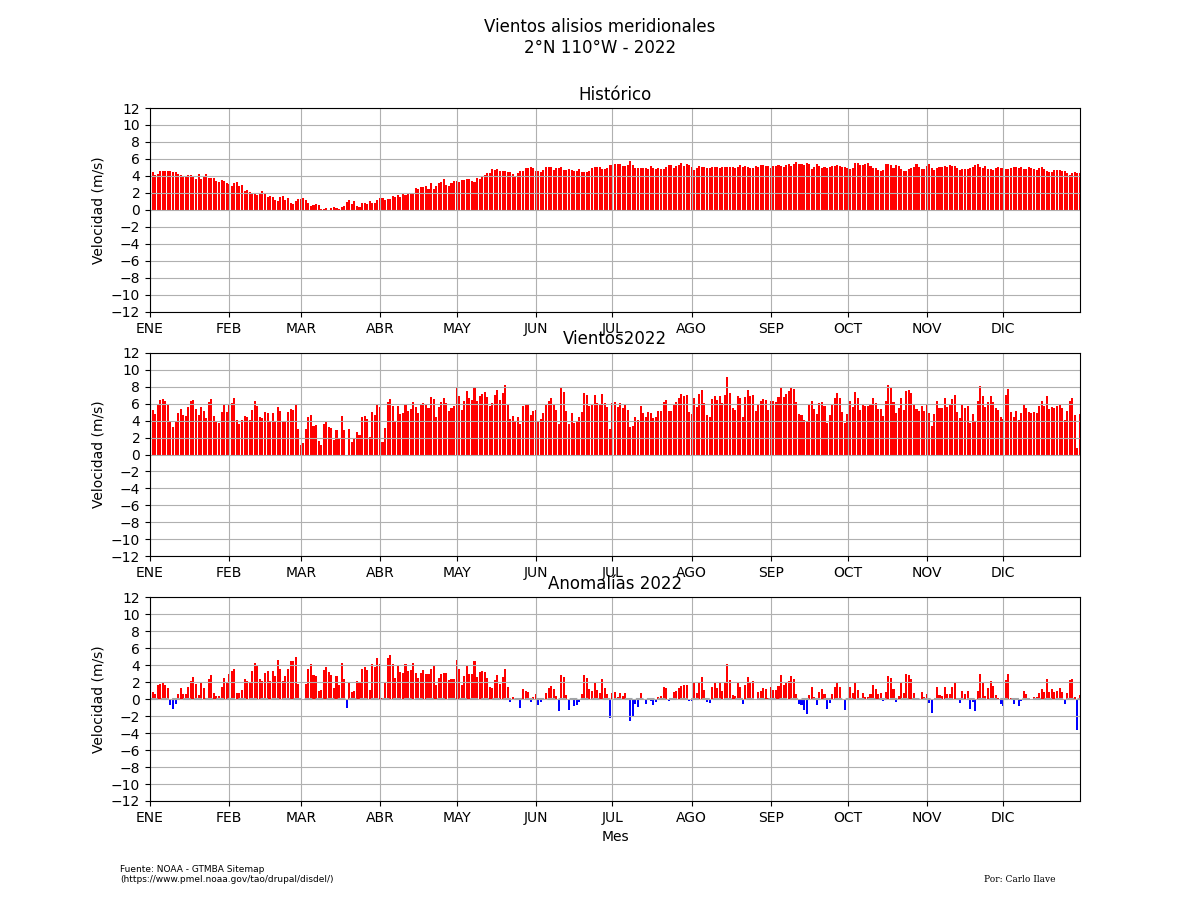 Vientos alisios meridionales
2°N 110°W - 2022
Histórico
12
10
8
6
4
2
0
−2
−4
−6
−8
−10
−12
Velocidad (m/s)
ENE FEB MAR ABR MAY JUN JUL AGO SEP OCT NOV DIC
Vientos2022
12
10
8
6
4
2
0
−2
−4
−6
−8
−10
−12
Velocidad (m/s)
ENE FEB MAR ABR MAY JUN JUL AGO SEP OCT NOV DIC
Anomalías 2022
12
10
8
6
4
2
0
−2
−4
−6
−8
−10
−12
Velocidad (m/s)
ENE FEB MAR ABR MAY JUN JUL AGO SEP OCT NOV DIC
Mes
Fuente: NOAA - GTMBA Sitemap
(https://www.pmel.noaa.gov/tao/drupal/disdel/)
Por: Carlo Ilave